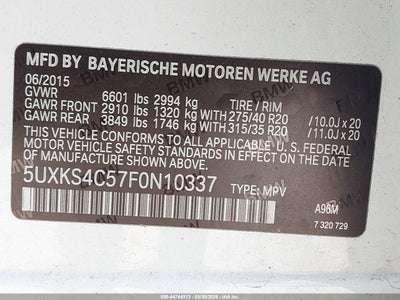 MFD BY BAYERISCHE MOTOREN WERKE AG
06/2015
GVWR 6601 lbs 2994 kg TIRE / RIM
GAWR FRONT 2910 lbs 1320 kg WITH 275/40 R20 /10.0J x 20
GAWR REAR 3849 lbs 1746 kg WITH 315/35 R20 /11.0J x 20
THIS VEHICLE CONFORMS TO ALL APPLICABLE U.S. FEDERAL
MOTOR VEHICLE SAFETY STANDARDS IN EFFECT ON THE
DATE OF MANUFACTURE SHOWN ABOVE.
5UXKS4C57F0N10337 TYPE: MPV
A96M
7 320 729